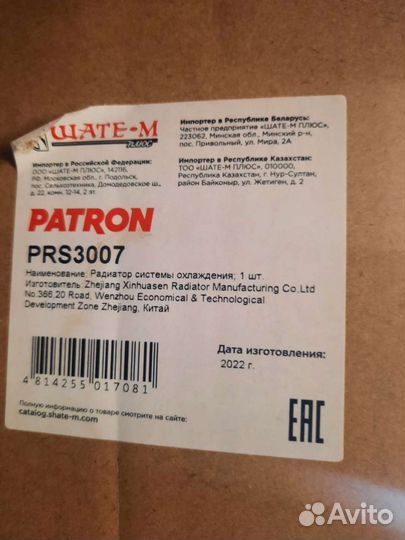 ШАТЕ-М
ПЛЮС
Импортер в Российской Федерации:
ООО «ШАТЕ-М ПЛЮС», 142116,
РФ, Московская обл., г. Подольск,
пос. Сельхозтехника, Домодедовское ш.,
д. 22, комн. 12-14, 2 эт.
Импортер в Республике Беларусь:
Частное предприятие «ШАТЕ-М ПЛЮС»,
223062, Минская обл., Минский р-н,
пос. Привольный, ул. Мира, 2А
Импортер в Республике Казахстан:
ТОО «ШАТЕ-М ПЛЮС», 010000,
Республика Казахстан, г. Нур-Султан,
район Байконыр, ул. Жетиген, д. 2
PATRON
PRS3007
Наименование: Радиатор системы охлаждения; 1 шт.
Изготовитель: Zhejiang Xinhuasen Radiator Manufacturing Co.,Ltd
No.366,20 Road, Wenzhou Economical & Technological
Development Zone Zhejiang, Китай
4 814255 017081
Дата изготовления:
2022 г.
Полную информацию о товаре смотрите на сайте:
catalog.shate-m.com
EAC
Avito